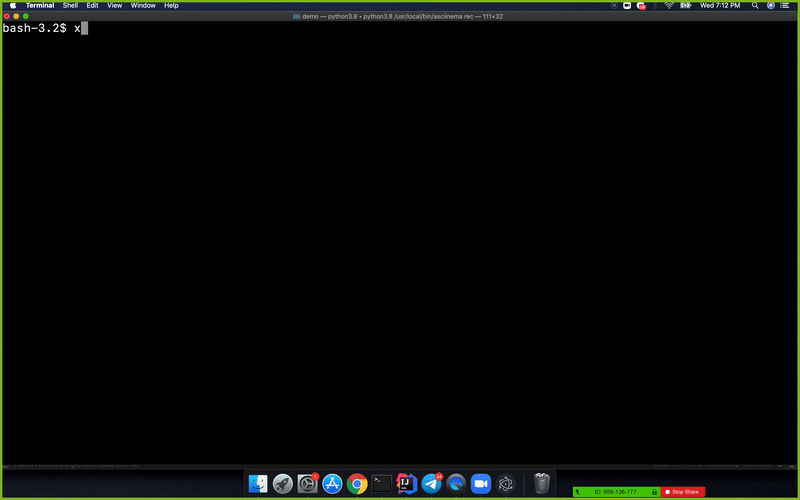 Terminal Shell Edit View Window Help Wed 7:12 PM
demo — python3.8 • python3.8 /usr/local/bin/asciinema rec — 111×32
bash-3.2$ x
ID: 999-136-177 Stop Share